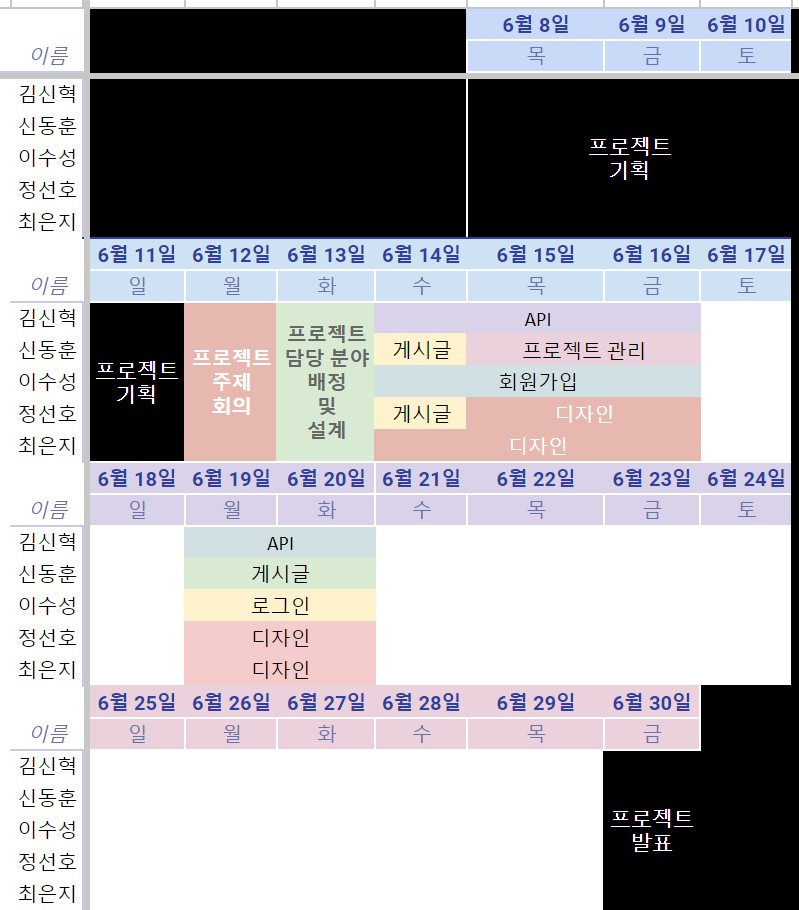 6월 8일 6월 9일 6월 10일
이름 목 금 토
김신혁
신동훈
이수성
정선호
최은지
프로젝트
기획
6월 11일 6월 12일 6월 13일 6월 14일 6월 15일 6월 16일 6월 17일
이름 일 월 화 수 목 금 토
김신혁
신동훈
이수성
정선호
최은지
프로젝트
기획
프로젝트
주제
회의
프로젝트
담당 분야
배정
및
설계
API
게시글 프로젝트 관리
회원가입
게시글 디자인
디자인
6월 18일 6월 19일 6월 20일 6월 21일 6월 22일 6월 23일 6월 24일
이름 일 월 화 수 목 금 토
김신혁 API
신동훈 게시글
이수성 로그인
정선호 디자인
최은지 디자인
6월 25일 6월 26일 6월 27일 6월 28일 6월 29일 6월 30일
이름 일 월 화 수 목 금
김신혁
신동훈
이수성
정선호
최은지
프로젝트
발표